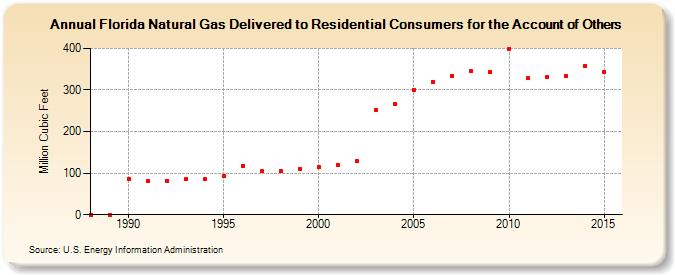 Annual Florida Natural Gas Delivered to Residential Consumers for the Account of Others
Million Cubic Feet
400
300
200
100
0
1990 1995 2000 2005 2010 2015
Source: U.S. Energy Information Administration